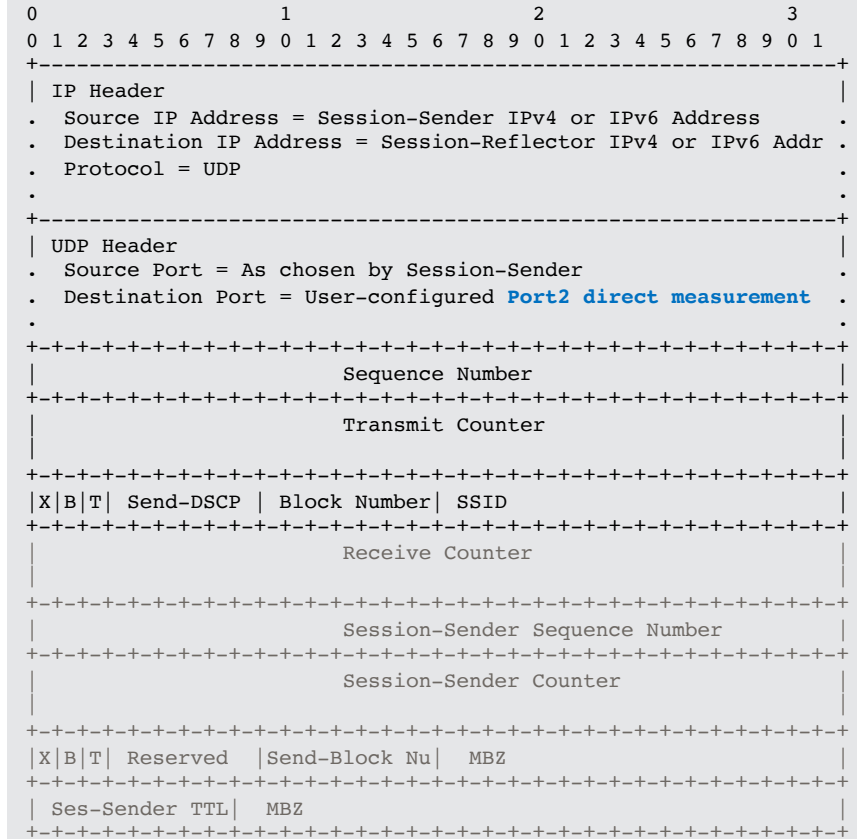 0                   1                   2                   3
0 1 2 3 4 5 6 7 8 9 0 1 2 3 4 5 6 7 8 9 0 1 2 3 4 5 6 7 8 9 0 1
+---------------------------------------------------------------+
| IP Header                                                     |
.  Source IP Address = Session-Sender IPv4 or IPv6 Address      .
.  Destination IP Address = Session-Reflector IPv4 or IPv6 Addr .
.  Protocol = UDP                                               .
.                                                               .
+---------------------------------------------------------------+
| UDP Header                                                    |
.  Source Port = As chosen by Session-Sender                    .
.  Destination Port = User-configured Port2 direct measurement  .
.                                                               .
+-+-+-+-+-+-+-+-+-+-+-+-+-+-+-+-+-+-+-+-+-+-+-+-+-+-+-+-+-+-+-+-+
|                        Sequence Number                        |
+-+-+-+-+-+-+-+-+-+-+-+-+-+-+-+-+-+-+-+-+-+-+-+-+-+-+-+-+-+-+-+-+
|                        Transmit Counter                       |
|                                                               |
+-+-+-+-+-+-+-+-+-+-+-+-+-+-+-+-+-+-+-+-+-+-+-+-+-+-+-+-+-+-+-+-+
|X|B|T| Send-DSCP | Block Number| SSID                          |
+-+-+-+-+-+-+-+-+-+-+-+-+-+-+-+-+-+-+-+-+-+-+-+-+-+-+-+-+-+-+-+-+
|                        Receive Counter                        |
|                                                               |
+-+-+-+-+-+-+-+-+-+-+-+-+-+-+-+-+-+-+-+-+-+-+-+-+-+-+-+-+-+-+-+-+
|                        Session-Sender Sequence Number         |
+-+-+-+-+-+-+-+-+-+-+-+-+-+-+-+-+-+-+-+-+-+-+-+-+-+-+-+-+-+-+-+-+
|                        Session-Sender Counter                 |
|                                                               |
+-+-+-+-+-+-+-+-+-+-+-+-+-+-+-+-+-+-+-+-+-+-+-+-+-+-+-+-+-+-+-+-+
|X|B|T| Reserved  |Send-Block Nu|  MBZ                          |
+-+-+-+-+-+-+-+-+-+-+-+-+-+-+-+-+-+-+-+-+-+-+-+-+-+-+-+-+-+-+-+-+
| Ses-Sender TTL|  MBZ                                          |
+-+-+-+-+-+-+-+-+-+-+-+-+-+-+-+-+-+-+-+-+-+-+-+-+-+-+-+-+-+-+-+-+